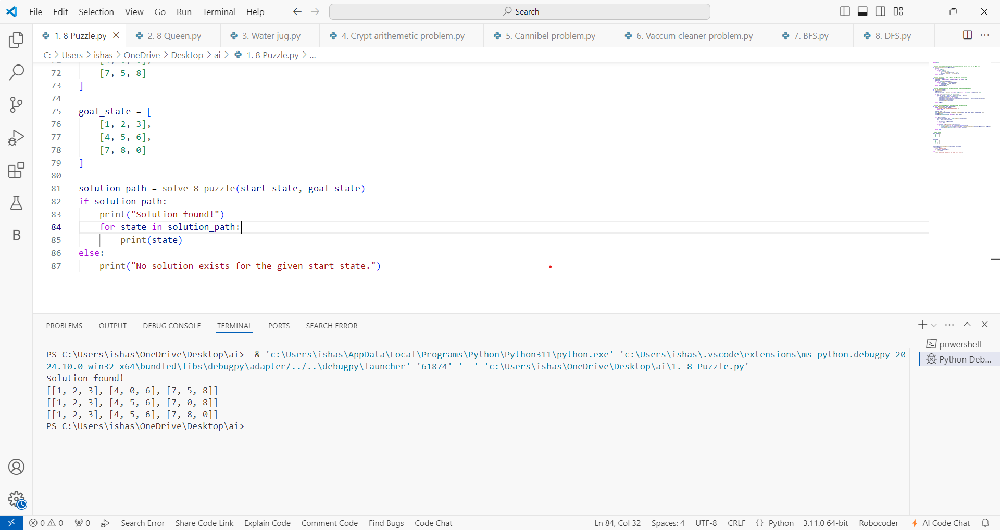 File Edit Selection View Go Run Terminal Help Search
1. 8 Puzzle.py 2. 8 Queen.py 3. Water jug.py 4. Crypt arithemetic problem.py 5. Cannibel problem.py 6. Vaccum cleaner problem.py 7. BFS.py 8. DFS.py
C: > Users > ishas > OneDrive > Desktop > ai > 1. 8 Puzzle.py > ...
72 [7, 5, 8]
73 ]
74
75 goal_state = [
76 [1, 2, 3],
77 [4, 5, 6],
78 [7, 8, 0]
79 ]
80
81 solution_path = solve_8_puzzle(start_state, goal_state)
82 if solution_path:
83 print("Solution found!")
84 for state in solution_path:
85 print(state)
86 else:
87 print("No solution exists for the given start state.")
PROBLEMS OUTPUT DEBUG CONSOLE TERMINAL PORTS SEARCH ERROR
powershell
Python Deb...
PS C:\Users\ishas\OneDrive\Desktop\ai> & 'c:\Users\ishas\AppData\Local\Programs\Python\Python311\python.exe' 'c:\Users\ishas\.vscode\extensions\ms-python.debugpy-20
24.10.0-win32-x64\bundled\libs\debugpy\adapter/../..\debugpy\launcher' '61874' '--' 'c:\Users\ishas\OneDrive\Desktop\ai\1. 8 Puzzle.py'
Solution found!
[[1, 2, 3], [4, 0, 6], [7, 5, 8]]
[[1, 2, 3], [4, 5, 6], [7, 0, 8]]
[[1, 2, 3], [4, 5, 6], [7, 8, 0]]
PS C:\Users\ishas\OneDrive\Desktop\ai>
0 0 0 Search Error Share Code Link Explain Code Comment Code Find Bugs Code Chat Ln 84, Col 32 Spaces: 4 UTF-8 CRLF {} Python 3.11.0 64-bit Robocoder AI Code Chat